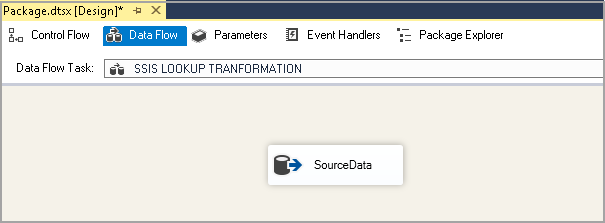 Package.dtsx [Design]*
Control Flow Data Flow Parameters Event Handlers Package Explorer
Data Flow Task: SSIS LOOKUP TRANFORMATION
SourceData